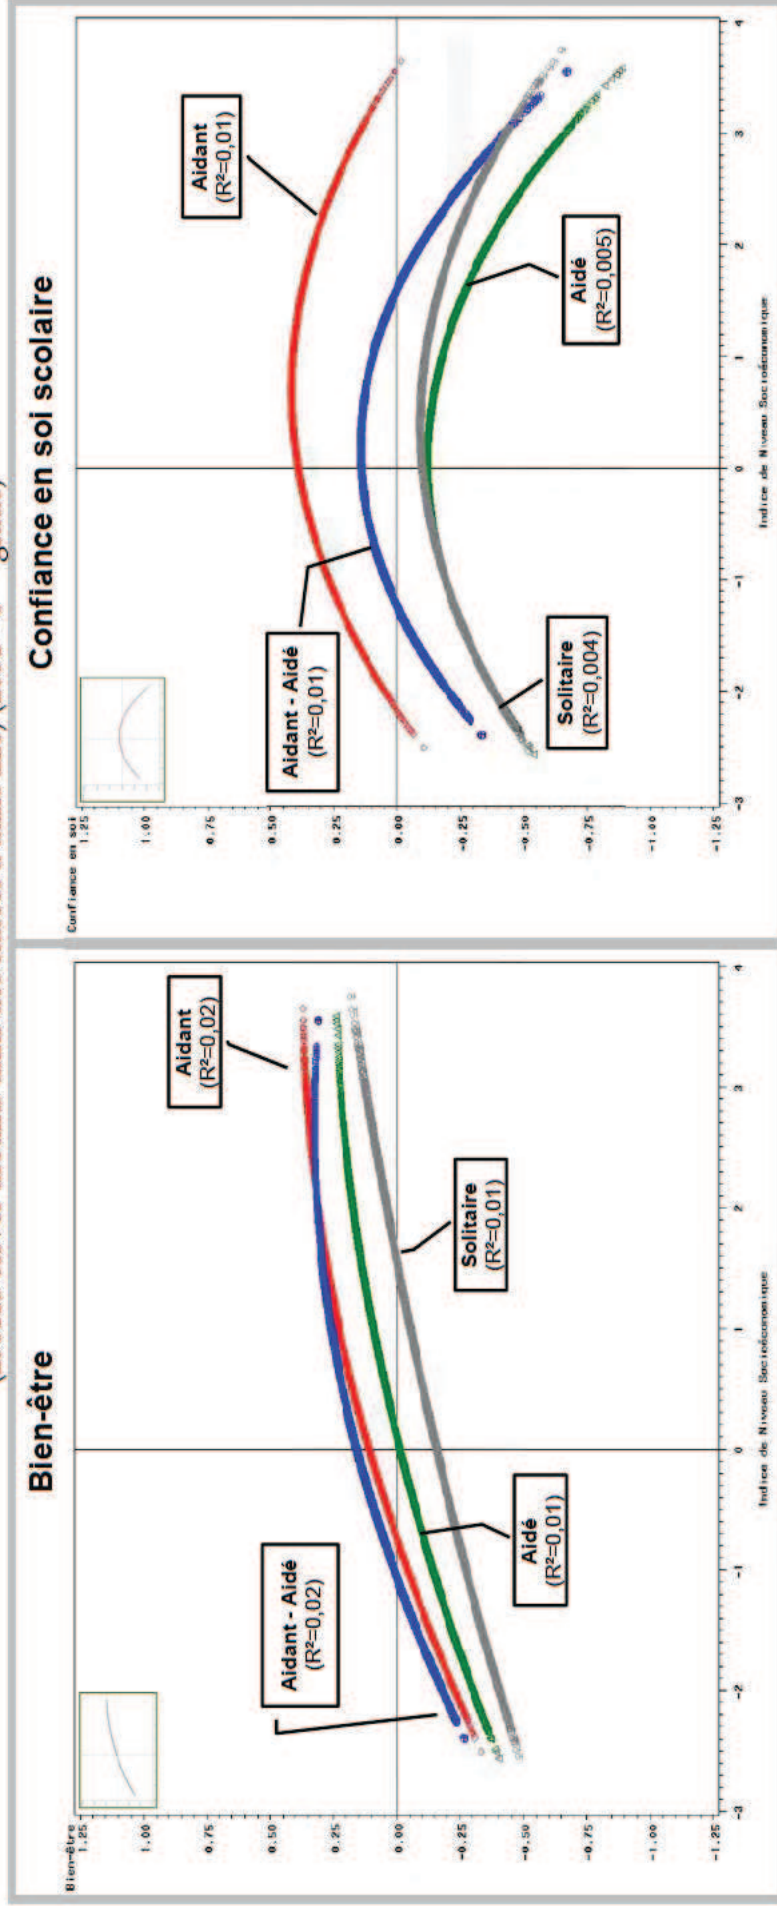 Bien-être
Bien-être
1.25
1.00
0.75
0.50
0.25
0.00
-0.25
-0.50
-0.75
-1.00
-1.25
Aidant - Aidé
(R²=0,02)
Aidant
(R²=0,02)
Aidé
(R²=0,01)
Solitaire
(R²=0,01)
-3
-2
-1
0
1
2
3
4
Indice de Niveau Socioéconomique
Confiance en soi scolaire
Confiance en soi
1.25
1.00
0.75
0.50
0.25
0.00
-0.25
-0.50
-0.75
-1.00
-1.25
Aidant - Aidé
(R²=0,01)
Aidant
(R²=0,01)
Solitaire
(R²=0,004)
Aidé
(R²=0,005)
-3
-2
-1
0
1
2
3
4
Indice de Niveau Socioéconomique